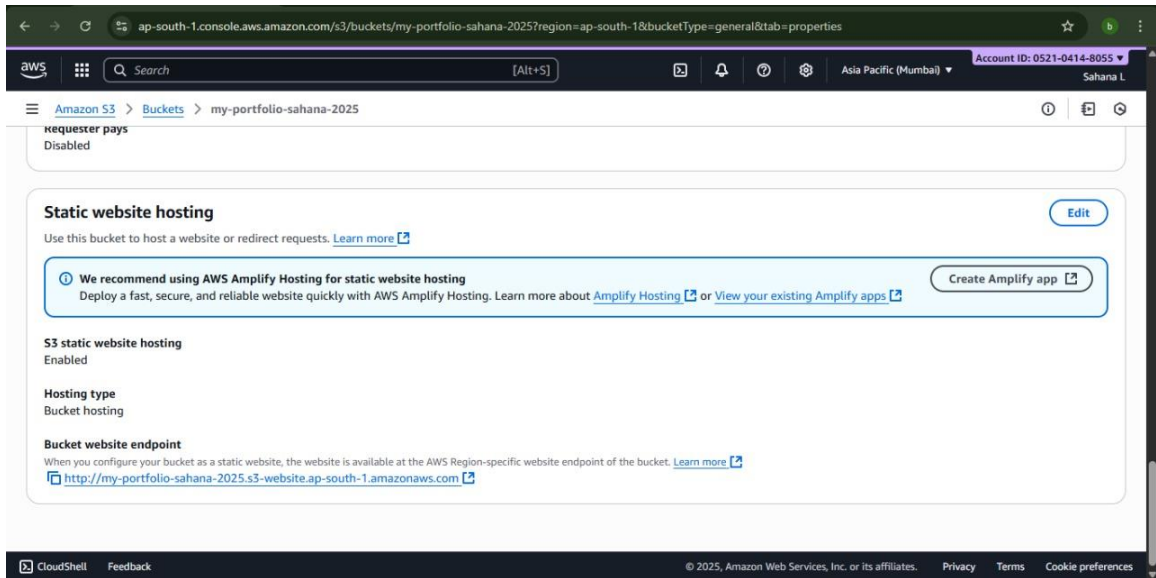 ap-south-1.console.aws.amazon.com/s3/buckets/my-portfolio-sahana-2025?region=ap-south-1&bucketType=general&tab=properties
b
aws
Search
[Alt+S]
Asia Pacific (Mumbai) ▼
Account ID: 0521-0414-8055 ▼
Sahana L
Amazon S3 > Buckets > my-portfolio-sahana-2025
Requester pays
Disabled
Static website hosting
Edit
Use this bucket to host a website or redirect requests. Learn more
We recommend using AWS Amplify Hosting for static website hosting
Create Amplify app
Deploy a fast, secure, and reliable website quickly with AWS Amplify Hosting. Learn more about Amplify Hosting or View your existing Amplify apps
S3 static website hosting
Enabled
Hosting type
Bucket hosting
Bucket website endpoint
When you configure your bucket as a static website, the website is available at the AWS Region-specific website endpoint of the bucket. Learn more
http://my-portfolio-sahana-2025.s3-website.ap-south-1.amazonaws.com
CloudShell Feedback © 2025, Amazon Web Services, Inc. or its affiliates. Privacy Terms Cookie preferences